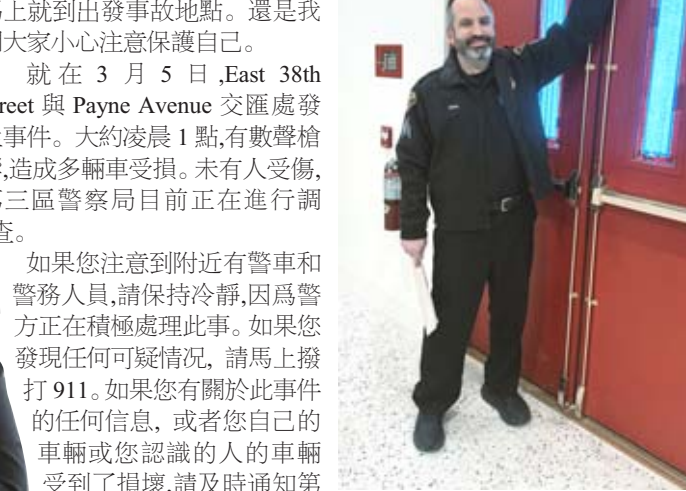 馬上就到出發事故地點。還是我
大家小心注意保護自己。
就在 3 月 5 日 ,East 38th
reet 與 Payne Avenue 交匯處發
事件。大約凌晨 1 點,有數聲槍
,造成多輛車受損。未有人受傷,
三區警察局目前正在進行調
查。
如果您注意到附近有警車和
警務人員,請保持冷靜,因爲警
方正在積極處理此事。如果您
發現任何可疑情况, 請馬上撥
打 911。如果您有關於此事件
的任何信息, 或者您自己的
車輛或您認識的人的車輛
受到了損壞,請及時通知第